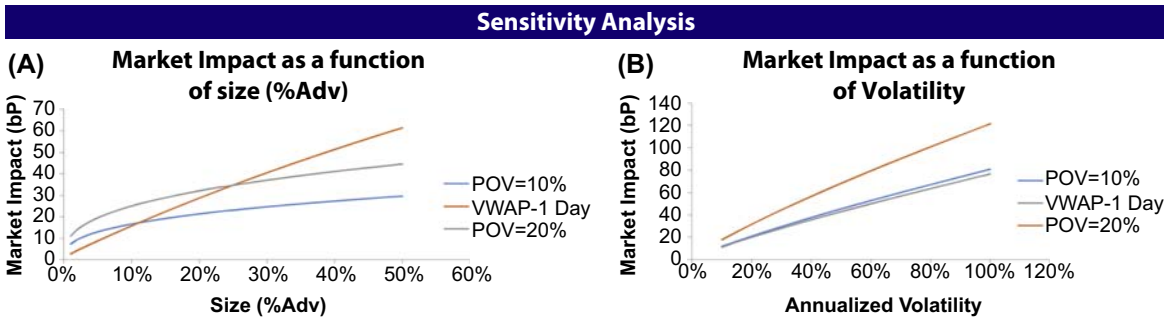 Sensitivity Analysis
(A)
Market Impact as a function
of size (%Adv)
Market Impact (bP)
70
60
50
40
30
20
10
0
0%
10%
20%
30%
40%
50%
60%
Size (%Adv)
POV=10%
VWAP-1 Day
POV=20%
(B)
Market Impact as a function
of Volatility
Market Impact (bP)
140
120
100
80
60
40
20
0
0%
20%
40%
60%
80%
100%
120%
Annualized Volatility
POV=10%
VWAP-1 Day
POV=20%